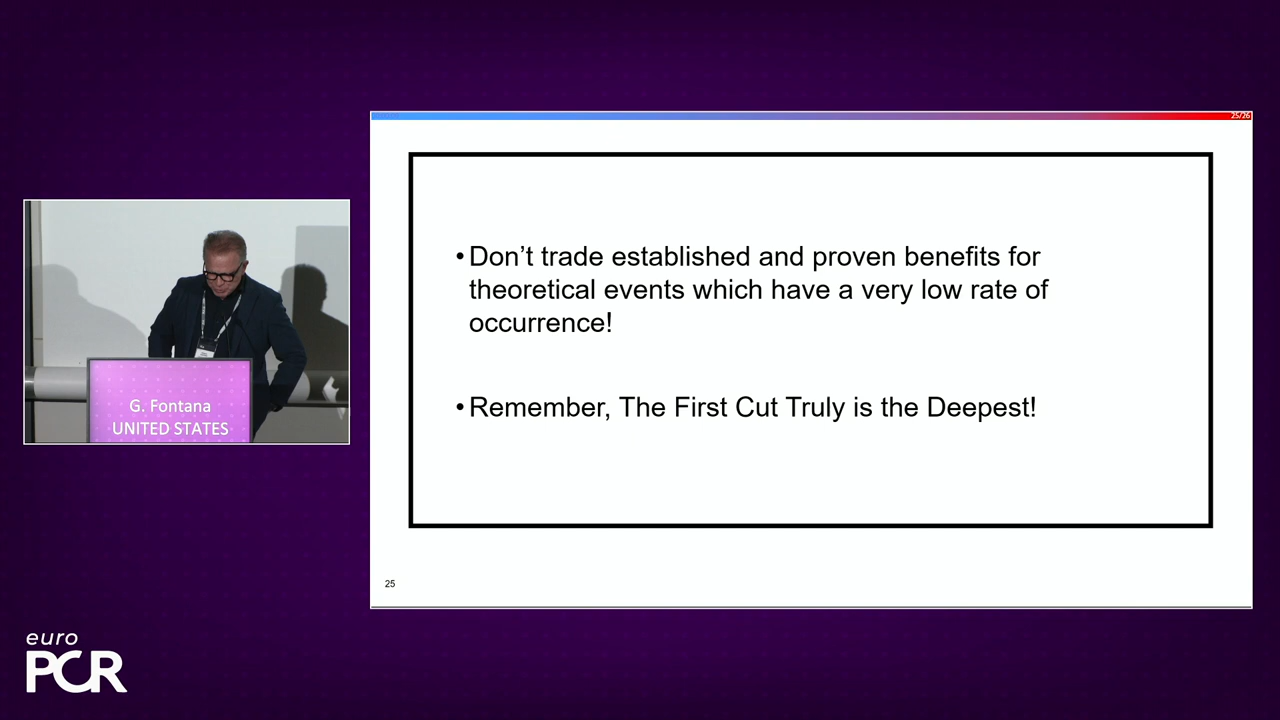 25/26
•Don’t trade established and proven benefits for
theoretical events which have a very low rate of
occurrence!
•Remember, The First Cut Truly is the Deepest!
25
G. Fontana
UNITED STATES
euro
PCR